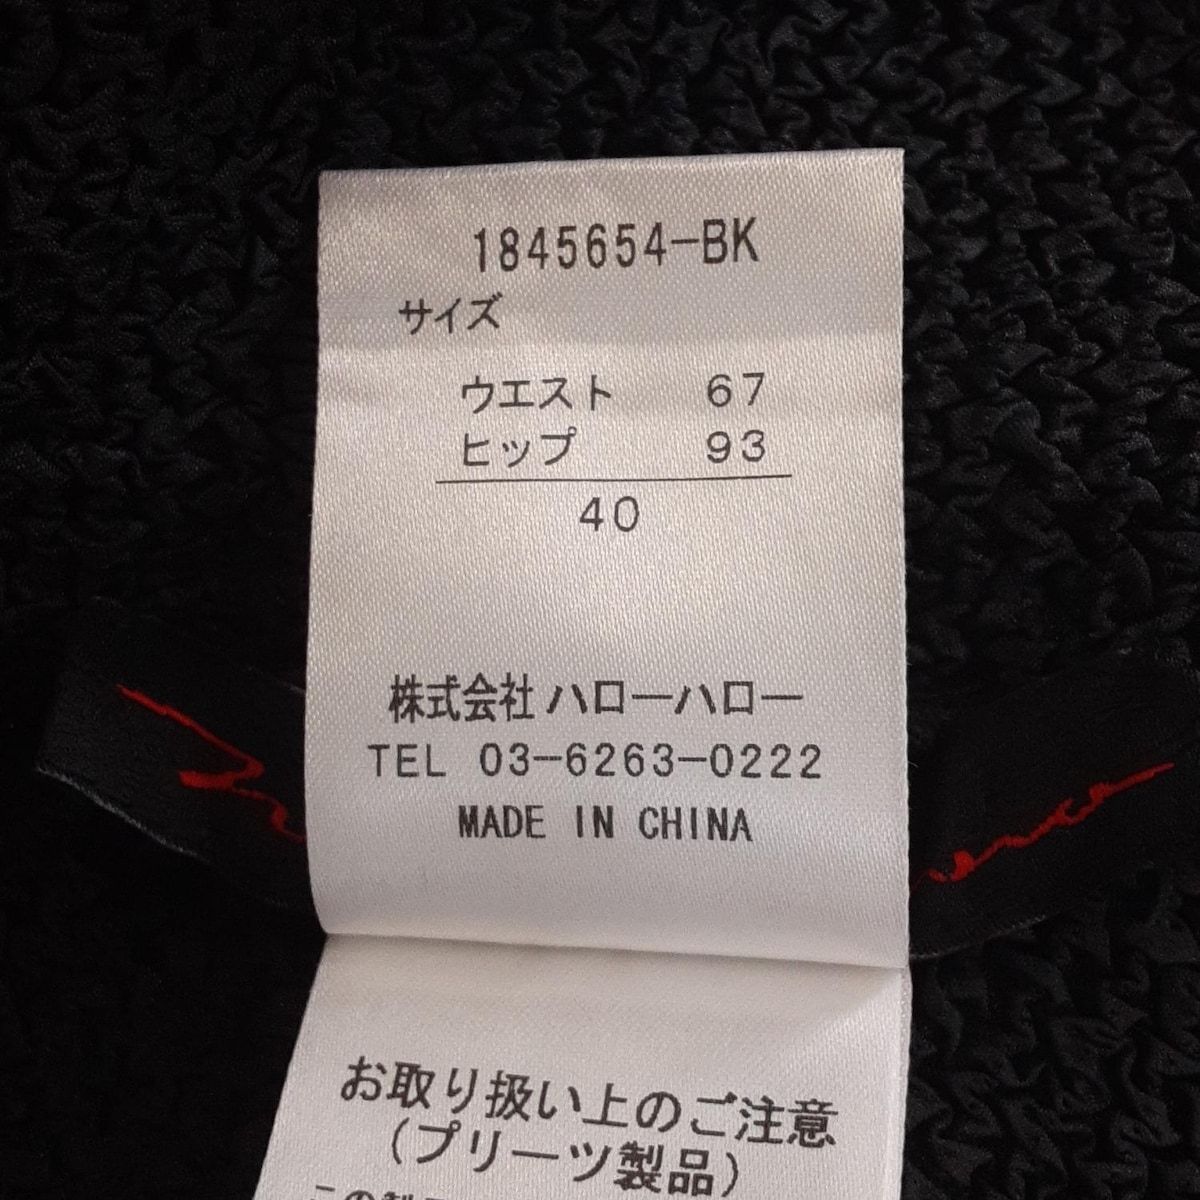 1845654-BK
サイズ
ウエスト 67
ヒップ 93
40
株式会社 ハローハロー
TEL 03-6263-0222
MADE IN CHINA
お取り扱い上のご注意
(プリーツ製品)